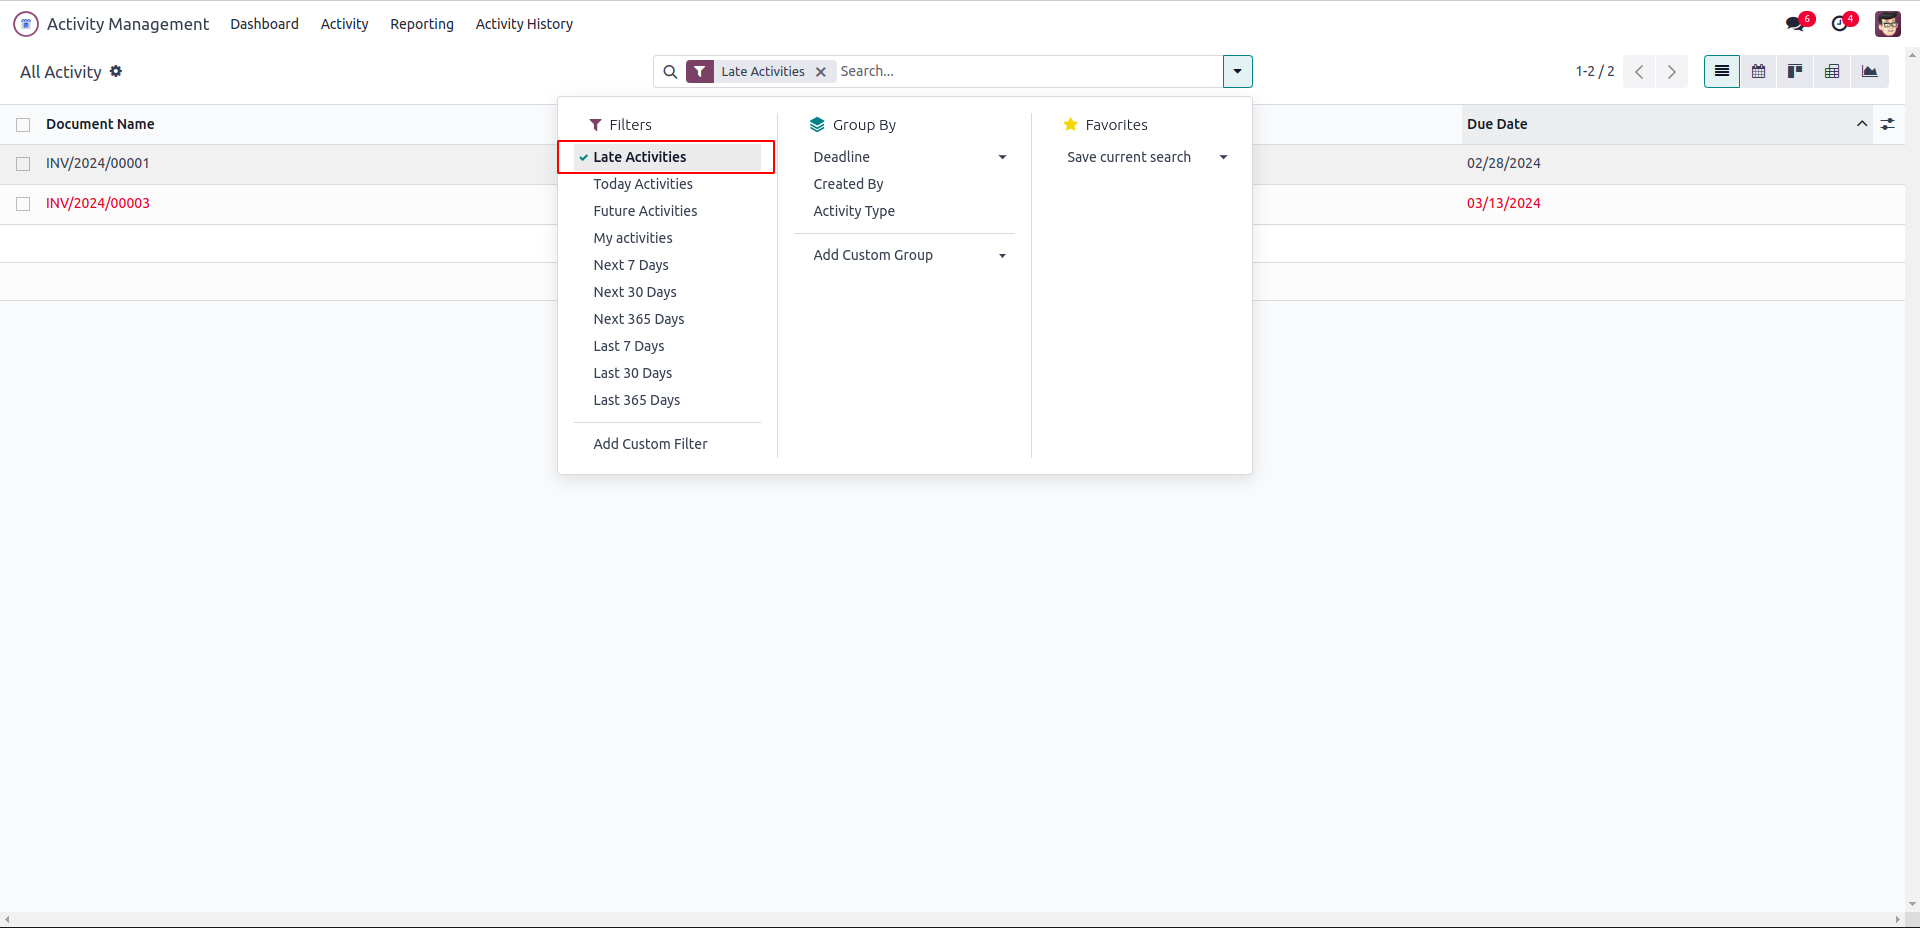 Activity Management Dashboard Activity Reporting Activity History 6 4
All Activity Late Activities Search... 1-2 / 2
Filters Group By Favorites
Document Name Due Date
Late Activities Deadline Save current search
INV/2024/00001 02/28/2024
Today Activities Created By
INV/2024/00003 03/13/2024
Future Activities Activity Type
My activities
Next 7 Days Add Custom Group
Next 30 Days
Next 365 Days
Last 7 Days
Last 30 Days
Last 365 Days
Add Custom Filter